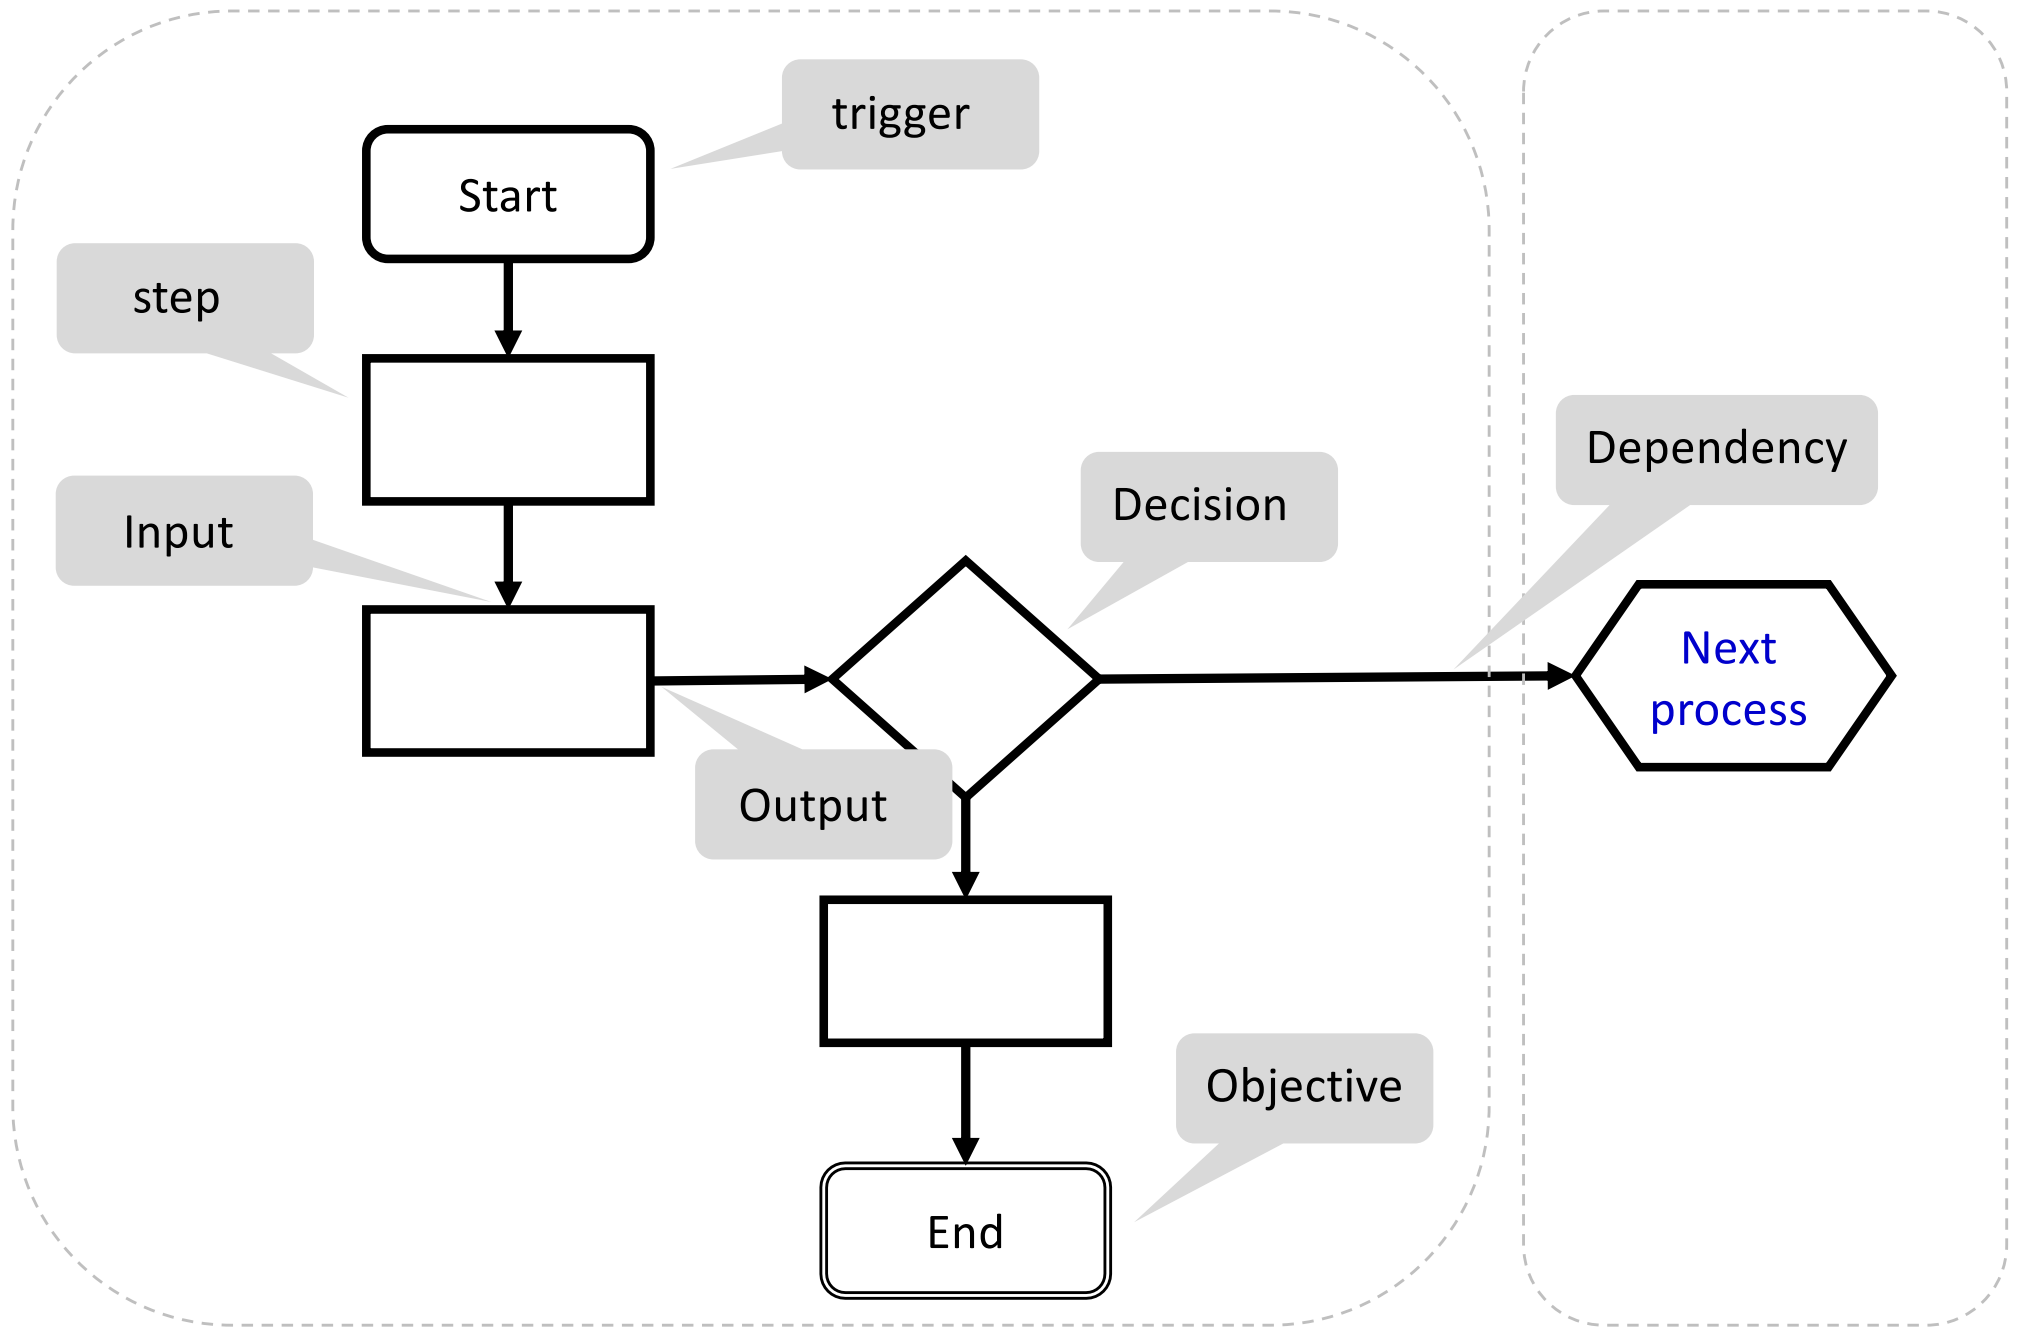 trigger
Start
step
Dependency
Decision
Input
Next
process
Output
Objective
End